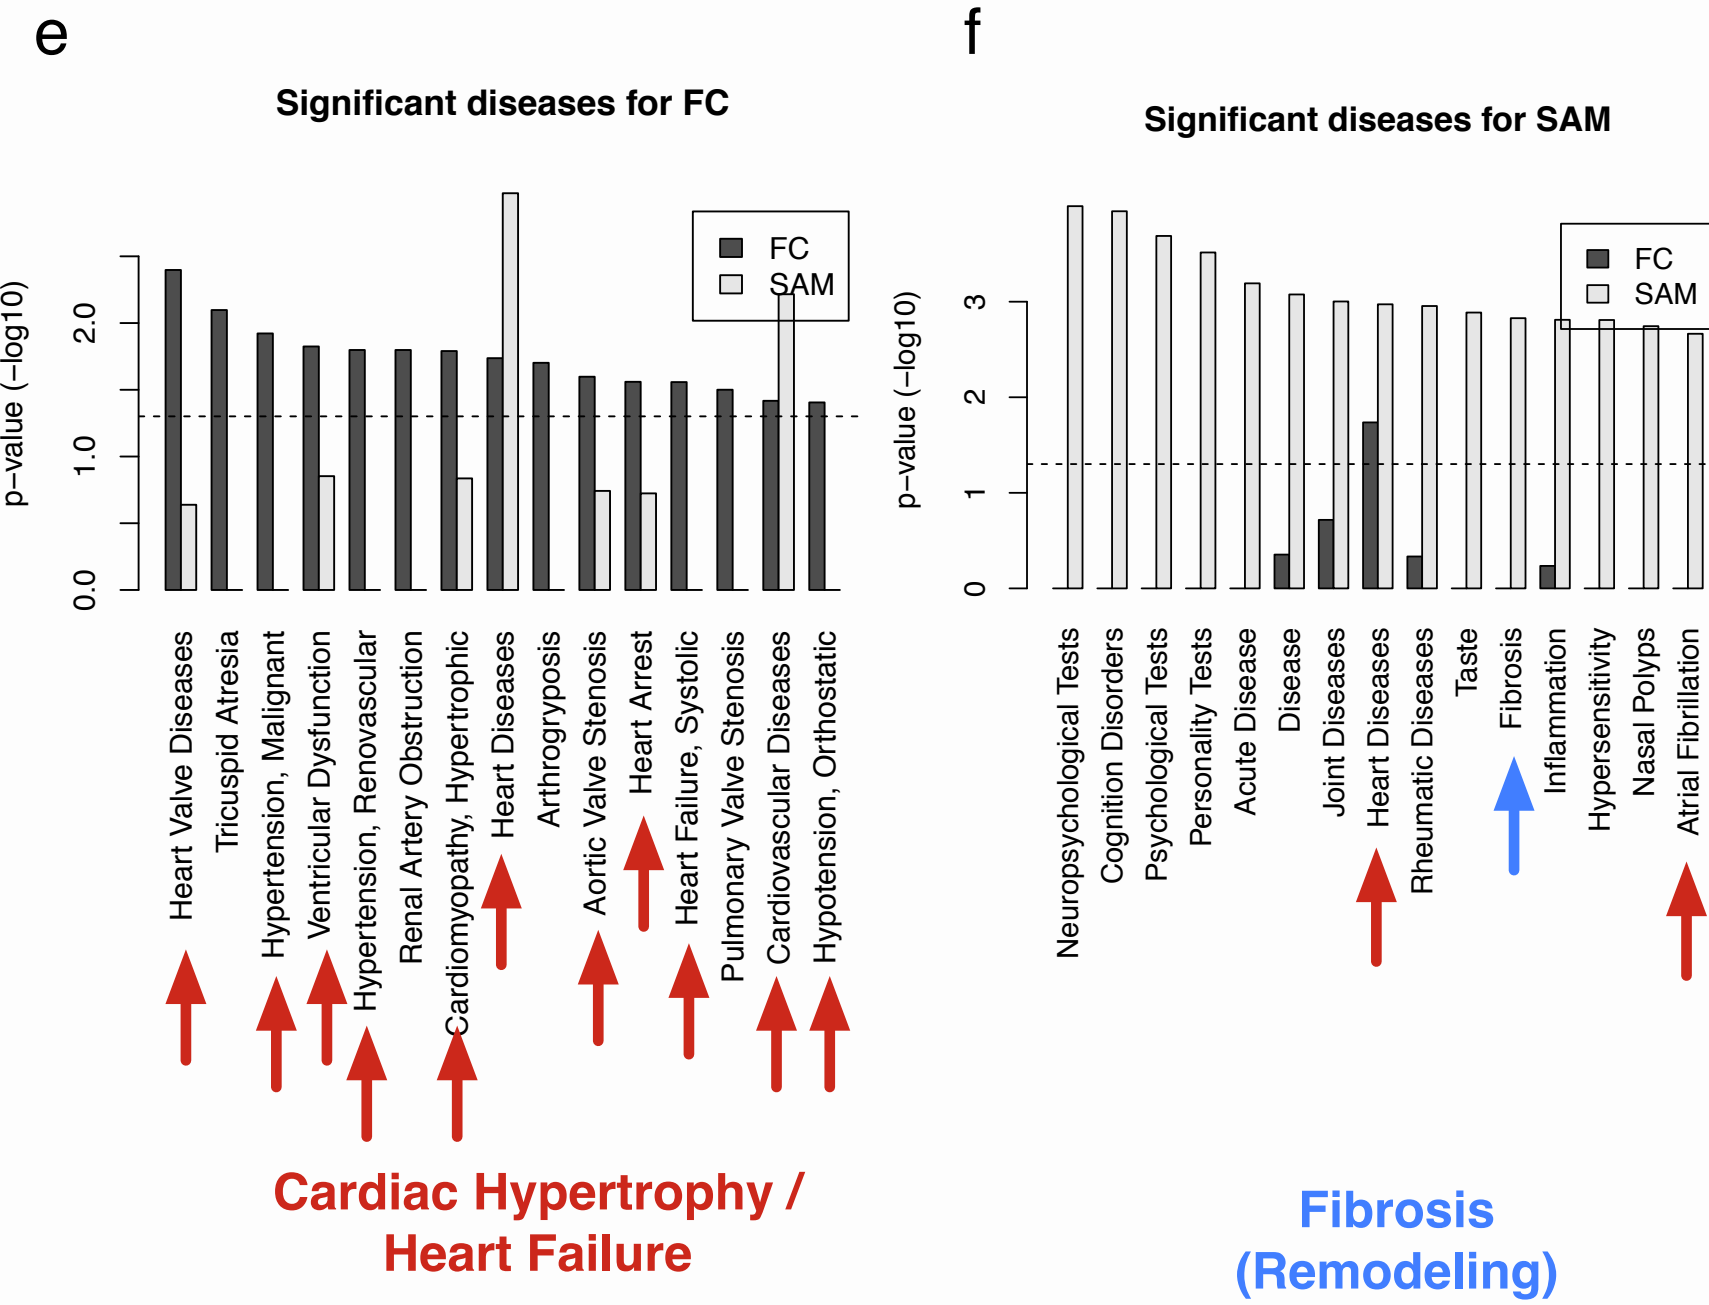 e
Significant diseases for FC
p−value (−log10)
0.0
1.0
2.0
FC
SAM
Heart Valve Diseases
Tricuspid Atresia
Hypertension, Malignant
Ventricular Dysfunction
Hypertension, Renovascular
Renal Artery Obstruction
Cardiomyopathy, Hypertrophic
Heart Diseases
Arthrogryposis
Aortic Valve Stenosis
Heart Arrest
Heart Failure, Systolic
Pulmonary Valve Stenosis
Cardiovascular Diseases
Hypotension, Orthostatic
Cardiac Hypertrophy /
Heart Failure
f
Significant diseases for SAM
p−value (−log10)
0
1
2
3
FC
SAM
Neuropsychological Tests
Cognition Disorders
Psychological Tests
Personality Tests
Acute Disease
Disease
Joint Diseases
Heart Diseases
Rheumatic Diseases
Taste
Fibrosis
Inflammation
Hypersensitivity
Nasal Polyps
Atrial Fibrillation
Fibrosis
(Remodeling)